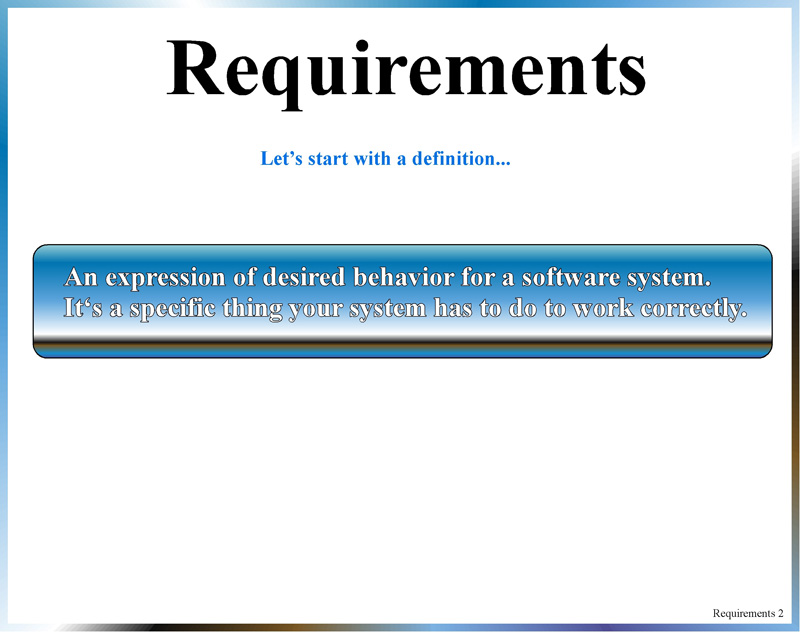 Requirements
Let’s start with a definition...
An expression of desired behavior for a software system.
It‘s a specific thing your system has to do to work correctly.
Requirements 2